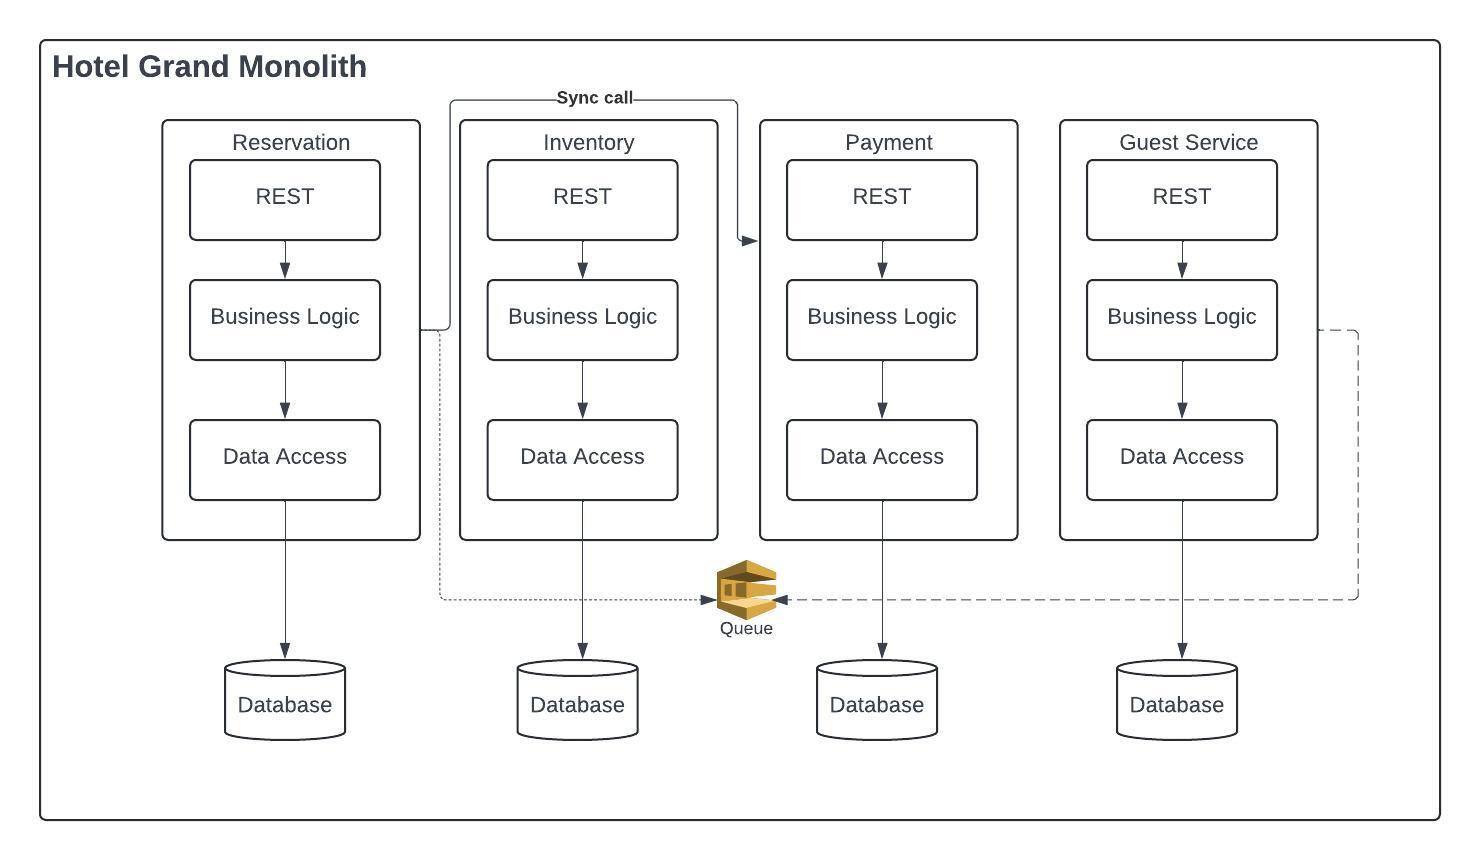 Hotel Grand Monolith
Sync call
Reservation
Inventory
Payment
Guest Service
REST
REST
REST
REST
Business Logic
Business Logic
Business Logic
Business Logic
Data Access
Data Access
Data Access
Data Access
Queue
Database
Database
Database
Database